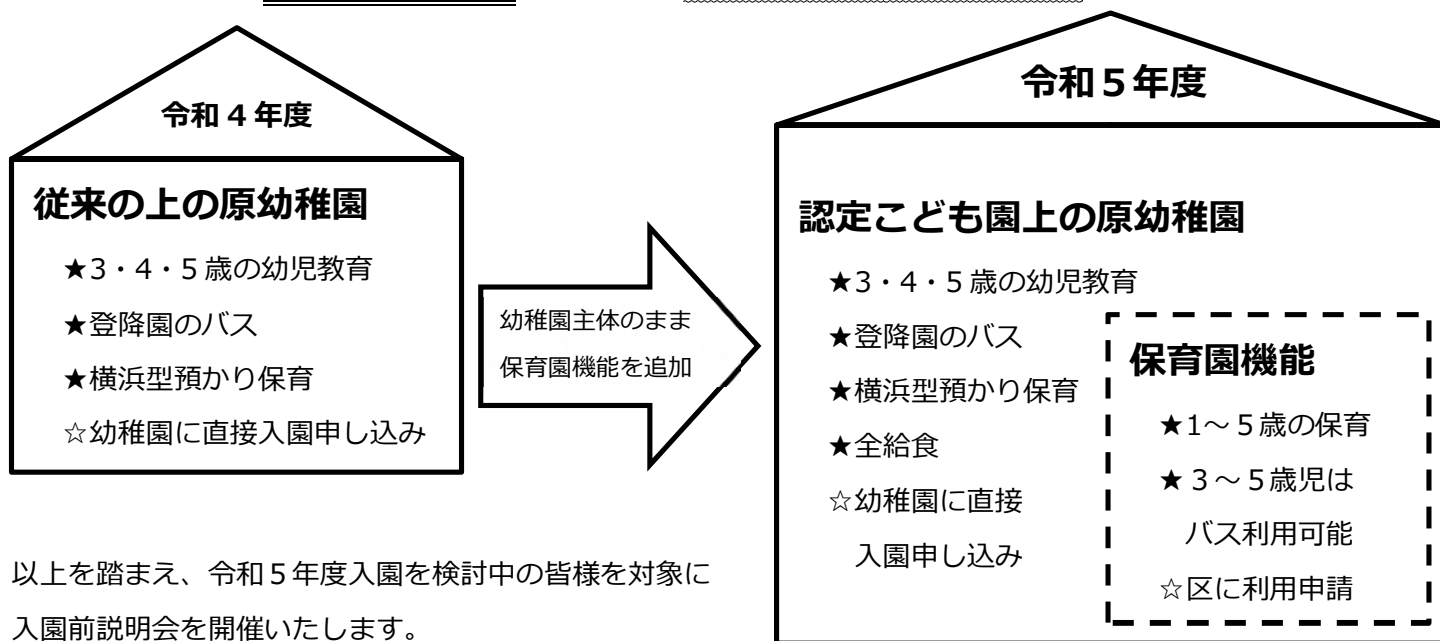 令和４年度
従来の上の原幼稚園
★3・4・5歳の幼児教育
★登降園のバス
★横浜型預かり保育
☆幼稚園に直接入園申し込み
幼稚園主体のまま
保育園機能を追加
令和５年度
認定こども園上の原幼稚園
★3・4・5歳の幼児教育
★登降園のバス
★横浜型預かり保育
★全給食
☆幼稚園に直接
入園申し込み
保育園機能
★1～５歳の保育
★３～５歳児は
バス利用可能
☆区に利用申請
以上を踏まえ、令和５年度入園を検討中の皆様を対象に
入園前説明会を開催いたします。